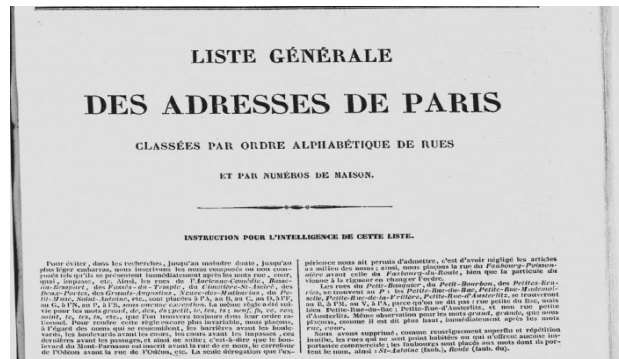 LISTE GÉNÉRALE
DES ADRESSES DE PARIS
CLASSÉES PAR ORDRE ALPHABÉTIQUE DE RUES
ET PAR NUMÉROS DE MAISON.
INSTRUCTION POUR L'INTELLIGENCE DE CETTE LISTE.
Pour éviter, dans les recherches, jusqu'au moindre doute, jusqu'au
plus léger embarras, nous inscrivons les noms composés ou non com-
posés tels qu'ils se présentent immédiatement après les mots rue, cour,
quai, impasse, etc. Ainsi, les rues de l'Ancienne-Comédie, Basse-
du-Rempart, des Fossés-du-Temple, du Cimetière-St-André, des
Deux-Portes, des Grands-Augustins, Neuve-des-Mathurins, du Pe-
tit-Musc, Saint-Antoine, etc., sont placées à l'A, au B, au C, au D, à l'F,
au G, à l'N, au P, à l'S, sans aucune exception. La même règle a été sui-
vie pour les mots grand, de, des, du; petit, te, tes, ts; neuf, fs, ve, ves;
saint, ts, tes, ts, etc., que l'on trouvera toujours dans leur ordre ra-
tionnel. Pour rendre cette règle encore plus invariable, nous plaçons,
à l'égard des noms qui se ressemblent, les barrières avant les boule-
vards, les boulevards avant les cours, les cours avant les impasses, ces
dernières avant les passages, et ainsi de suite; c'est-à-dire que le bou-
levard du Mont-Parnasse est inscrit avant la rue de ce nom, le carrefour
de l'Odéon avant la rue de l'Odéon, etc. La seule dérogation que l'ex-
périence nous ait permis d'admettre, c'est d'avoir négligé les articles
au milieu des noms; ainsi, nous plaçons la rue du Faubourg-Poisson-
nière avant celle du Faubourg-du-Roule, bien que la particule du
vienne à la rigueur en changer l'ordre.
Les rues du Petit-Banquier, du Petit-Bourbon, des Petites-Écu-
ries, se trouvent au P; les Petite-Rue-du-Bac, Petite-Rue-Mademoi-
selle, Petite-Rue-de-la-Vrillère, Petite-Rue-d'Austerlitz, se trouveront
au B, à l'M, au V, à l'A, parce qu'on ne dit pas: rue petite du Bac, mais
bien Petite-Rue-du-Bac; Petite-Rue-d'Austerlitz, et non rue petite
d'Austerlitz. Même observation pour les mots grand, grande, que nous
plaçons, comme il est dit plus haut, immédiatement après les mots
rue, cour.
Nous avons supprimé, comme renseignement superflu et répétition
inutile, les rues qui ne sont point habitées ou qui n'offrent aucune im-
portance commerciale; les faubourgs sont placés aux mots dont ils por-
tent le nom, ainsi: St-Antoine (faub.), Roule (faub. du).